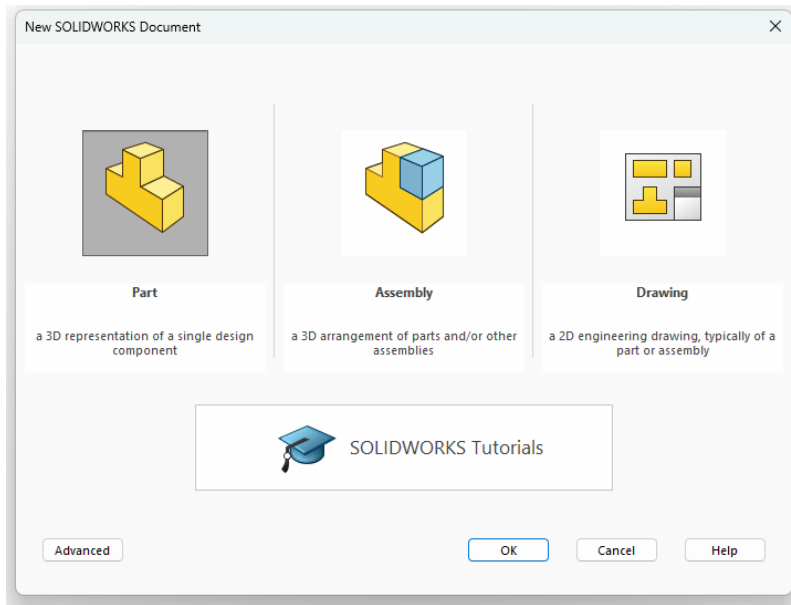 New SOLIDWORKS Document
Part
a 3D representation of a single design
component
Assembly
a 3D arrangement of parts and/or other
assemblies
Drawing
a 2D engineering drawing, typically of a
part or assembly
SOLIDWORKS Tutorials
Advanced
OK
Cancel
Help